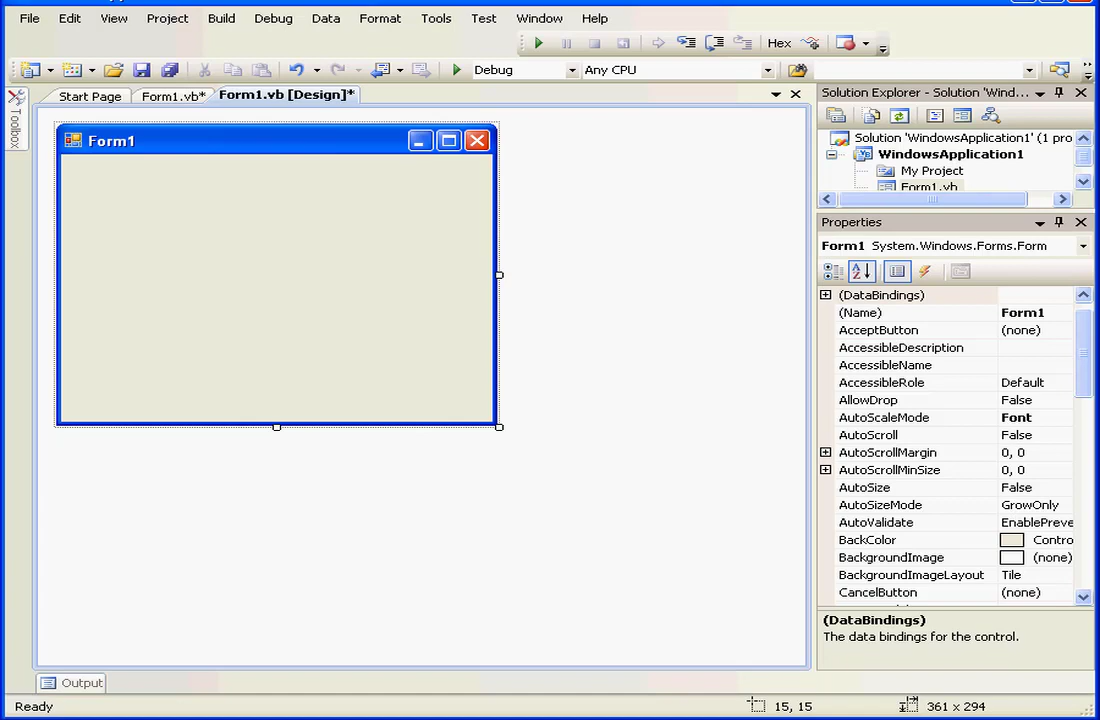 File Edit View Project Build Debug Data Format Tools Test Window Help
Hex
Debug Any CPU
Start Page Form1.vb* Form1.vb [Design]*
Toolbox
Form1
Solution Explorer - Solution 'Wind...
Solution 'WindowsApplication1' (1 pro
WindowsApplication1
My Project
Form1.vb
Properties
Form1 System.Windows.Forms.Form
(DataBindings)
(Name) Form1
AcceptButton (none)
AccessibleDescription
AccessibleName
AccessibleRole Default
AllowDrop False
AutoScaleMode Font
AutoScroll False
AutoScrollMargin 0, 0
AutoScrollMinSize 0, 0
AutoSize False
AutoSizeMode GrowOnly
AutoValidate EnablePreve
BackColor Contro
BackgroundImage (none)
BackgroundImageLayout Tile
CancelButton (none)
(DataBindings)
The data bindings for the control.
Output
Ready 15, 15 361 x 294